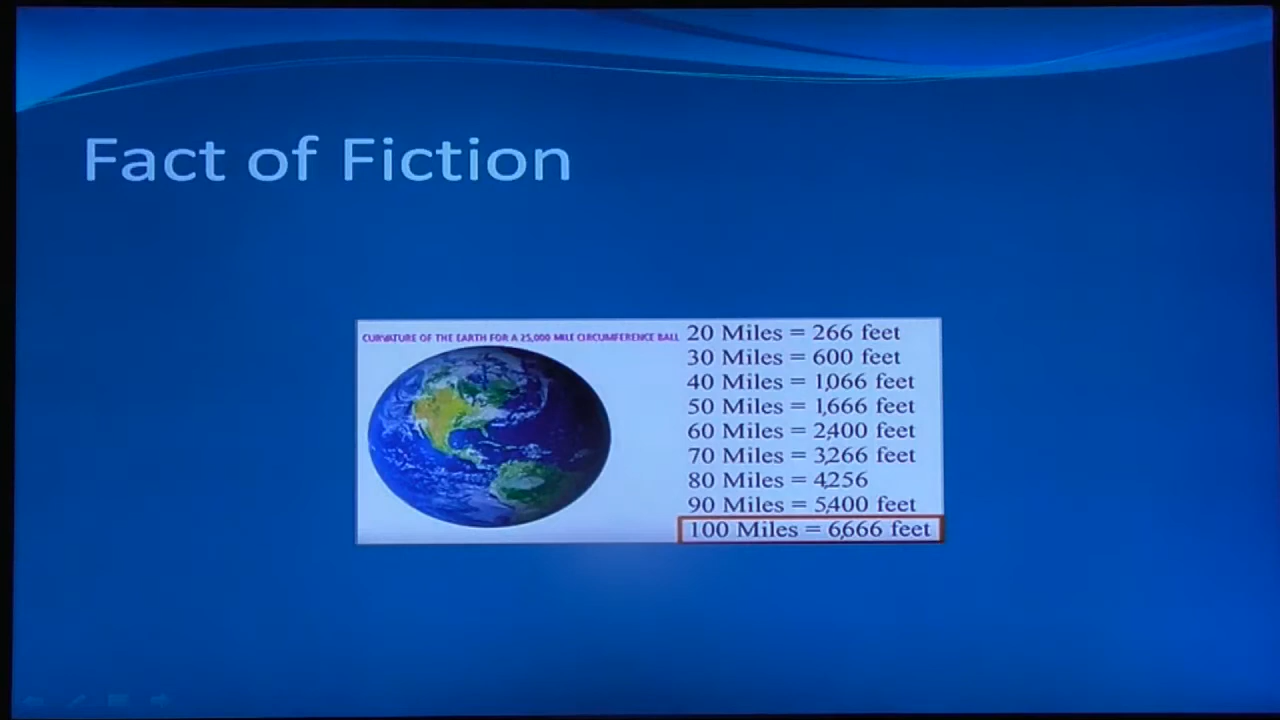 Fact of Fiction
CURVATURE OF THE EARTH FOR A 25,000 MILE CIRCUMFERENCE BALL
20 Miles = 266 feet
30 Miles = 600 feet
40 Miles = 1,066 feet
50 Miles = 1,666 feet
60 Miles = 2,400 feet
70 Miles = 3,266 feet
80 Miles = 4,256
90 Miles = 5,400 feet
100 Miles = 6,666 feet